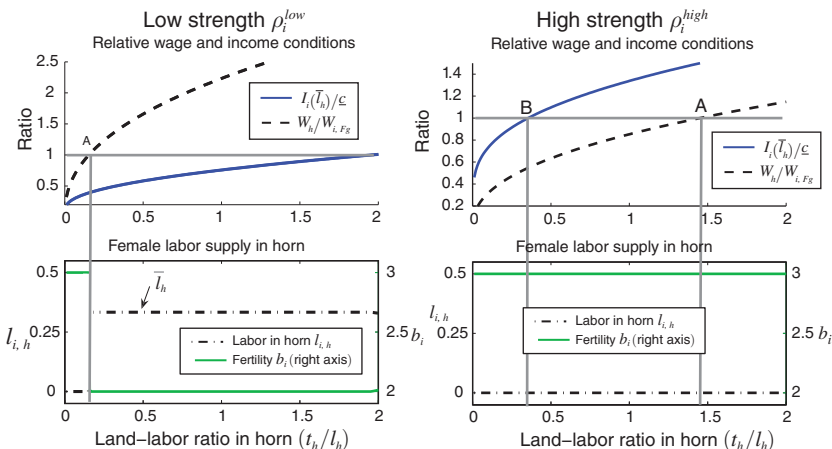 Low strength ρ_i^low
Relative wage and income conditions
2.5
2
1.5
1
0.5
Ratio
A
I_i(l̅_h)/c̲
W_h/W_{i, Fg}
0
0.5
1
1.5
2
Female labor supply in horn
0.5
0.25
0
l_{i, h}
l̅_h
3
2.5
2
b_i
Labor in horn l_{i, h}
Fertility b_i (right axis)
0
0.5
1
1.5
2
Land–labor ratio in horn (t_h/l_h)
High strength ρ_i^high
Relative wage and income conditions
1.4
1.2
1
0.8
0.6
0.4
0.2
Ratio
B
A
I_i(l̅_h)/c̲
W_h/W_{i, Fg}
0
0.5
1
1.5
2
Female labor supply in horn
0.5
0.25
0
l_{i, h}
3
2.5
2
b_i
Labor in horn l_{i, h}
Fertility b_i (right axis)
0
0.5
1
1.5
2
Land–labor ratio in horn (t_h/l_h)